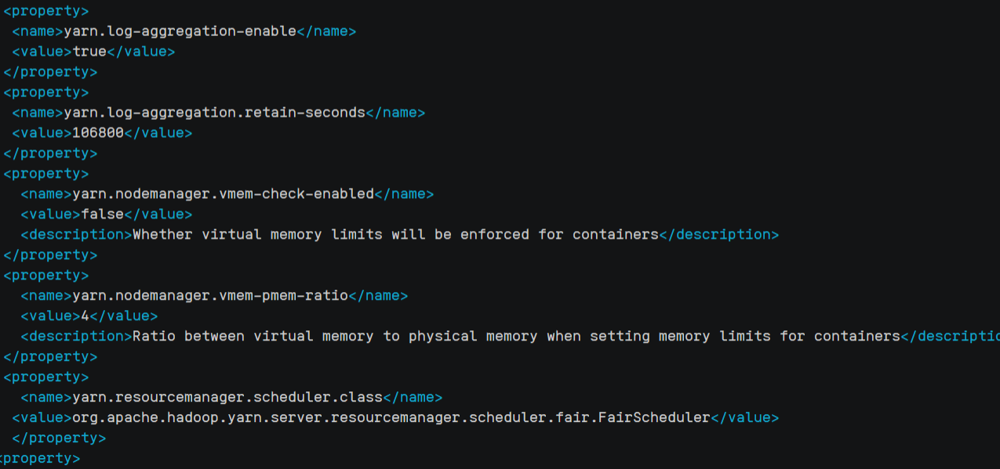 <property>
<name>yarn.log-aggregation-enable</name>
<value>true</value>
</property>
<property>
<name>yarn.log-aggregation.retain-seconds</name>
<value>106800</value>
</property>
<property>
<name>yarn.nodemanager.vmem-check-enabled</name>
<value>false</value>
<description>Whether virtual memory limits will be enforced for containers</description>
</property>
<property>
<name>yarn.nodemanager.vmem-pmem-ratio</name>
<value>4</value>
<description>Ratio between virtual memory to physical memory when setting memory limits for containers</descriptio
</property>
<property>
<name>yarn.resourcemanager.scheduler.class</name>
<value>org.apache.hadoop.yarn.server.resourcemanager.scheduler.fair.FairScheduler</value>
</property>
<property>